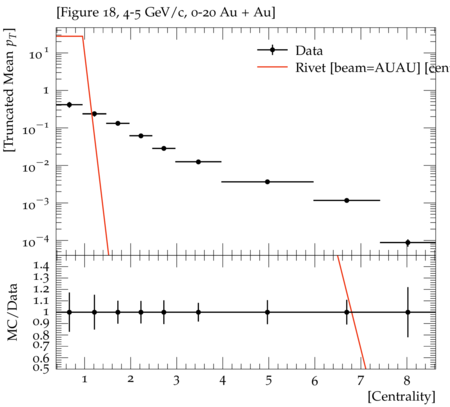 [Figure 18, 4-5 GeV/c, 0-20 Au + Au]
[Truncated Mean pT]
10^1
1
10^-1
10^-2
10^-3
10^-4
Data
Rivet [beam=AUAU] [cen
MC/Data
1.4
1.3
1.2
1.1
1
0.9
0.8
0.7
0.6
0.5
1 2 3 4 5 6 7 8
[Centrality]